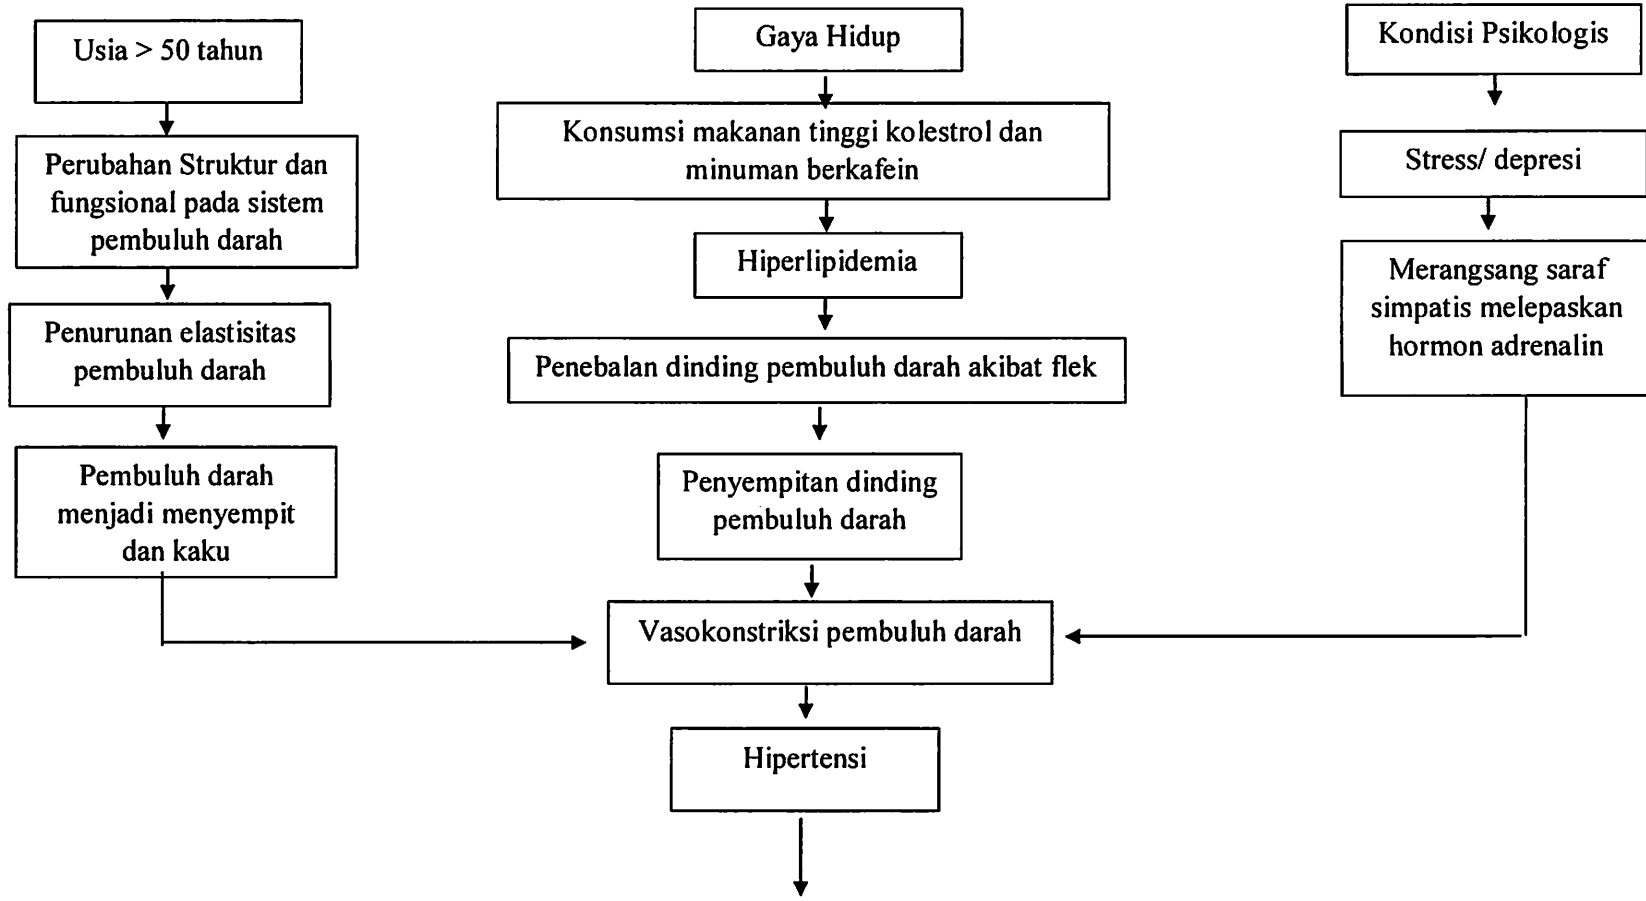 Usia > 50 tahun
Perubahan Struktur dan
fungsional pada sistem
pembuluh darah
Penurunan elastisitas
pembuluh darah
Pembuluh darah
menjadi menyempit
dan kaku
Gaya Hidup
Konsumsi makanan tinggi kolestrol dan
minuman berkafein
Hiperlipidemia
Penebalan dinding pembuluh darah akibat flek
Penyempitan dinding
pembuluh darah
Kondisi Psikologis
Stress/ depresi
Merangsang saraf
simpatis melepaskan
hormon adrenalin
Vasokonstriksi pembuluh darah
Hipertensi